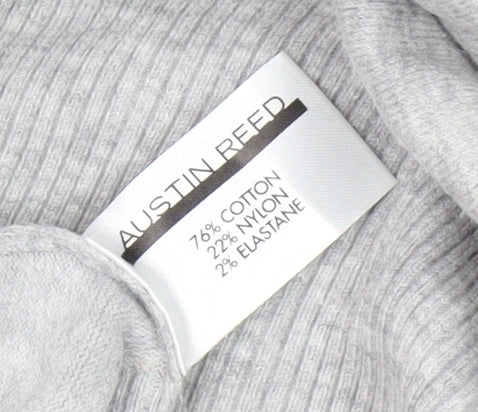 AUSTIN REED
76% COTTON
22% NYLON
2% ELASTANE